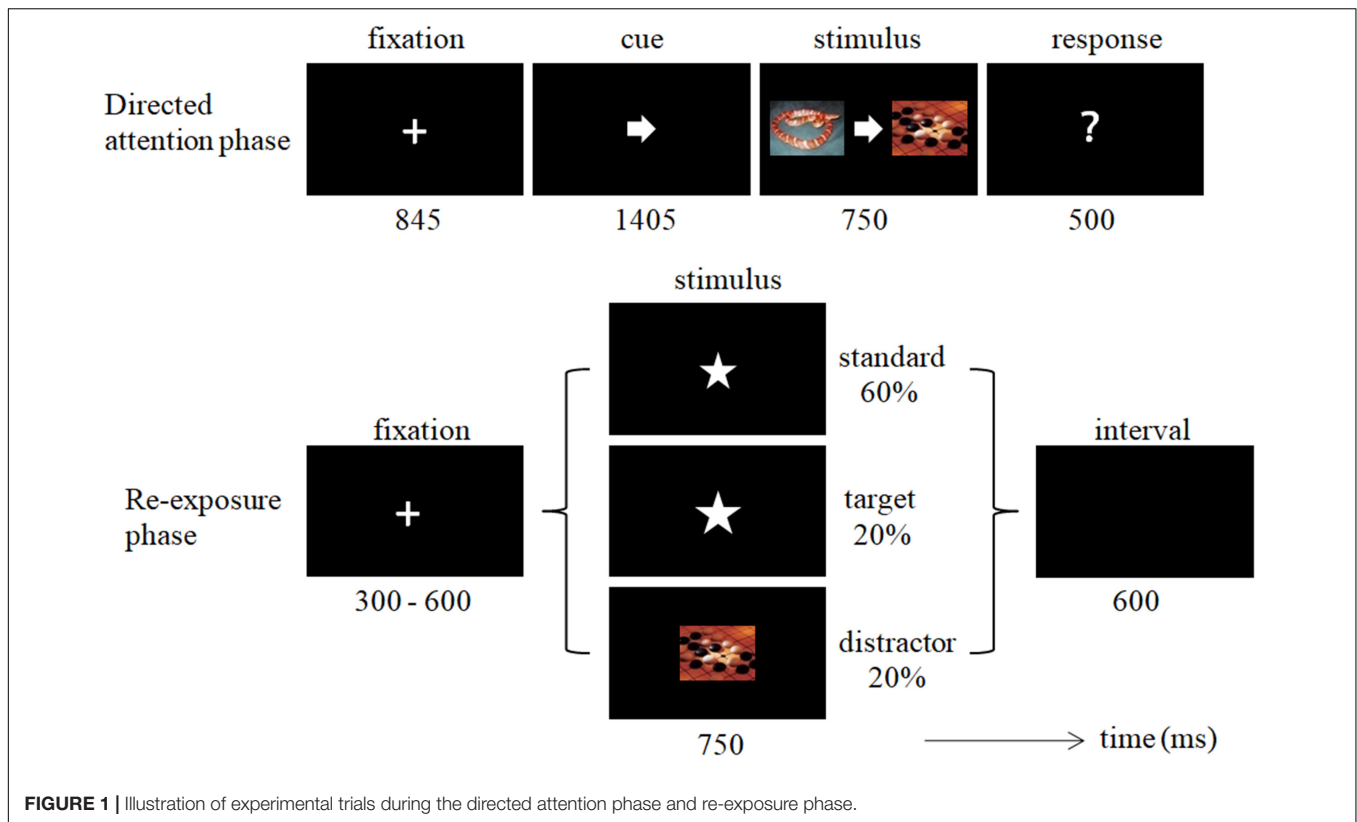 fixation
cue
stimulus
response
Directed
attention phase
+
?
845
1405
750
500
stimulus
standard
60%
fixation
interval
Re-exposure
phase
+
target
20%
300 - 600
600
distractor
20%
750
time (ms)
FIGURE 1 | Illustration of experimental trials during the directed attention phase and re-exposure phase.